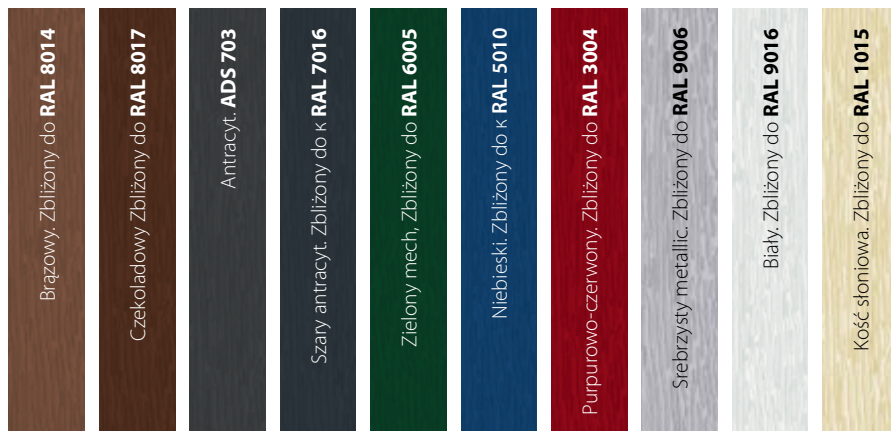 Brązowy. Zbliżony do RAL 8014
Czekoladowy Zbliżony do RAL 8017
Antracyt. ADS 703
Szary antracyt. Zbliżony do к RAL 7016
Zielony mech, Zbliżony do RAL 6005
Niebieski. Zbliżony do к RAL 5010
Purpurowo-czerwony. Zbliżony do RAL 3004
Srebrzysty metallic. Zbliżony do RAL 9006
Biały. Zbliżony do RAL 9016
Kość słoniowa. Zbliżony do RAL 1015